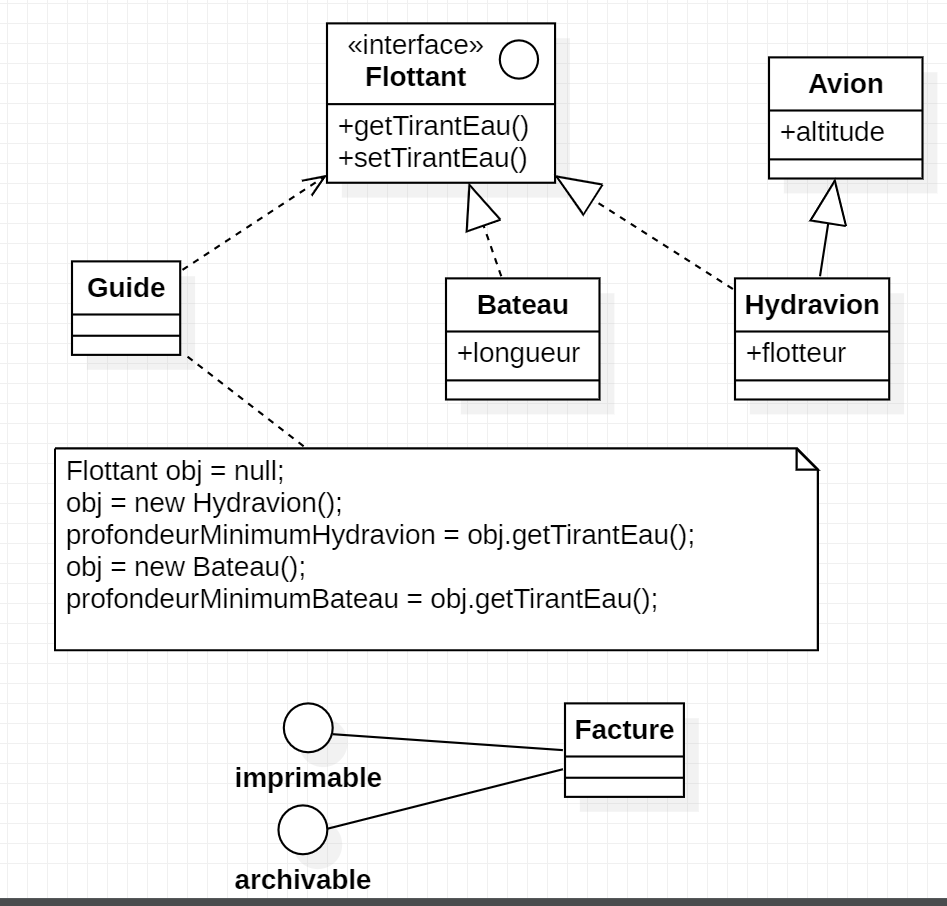 «interface»
Flottant
+getTirantEau()
+setTirantEau()
Avion
+altitude
Guide
Bateau
+longueur
Hydravion
+flotteur
Flottant obj = null;
obj = new Hydravion();
profondeurMinimumHydravion = obj.getTirantEau();
obj = new Bateau();
profondeurMinimumBateau = obj.getTirantEau();
Facture
imprimable
archivable